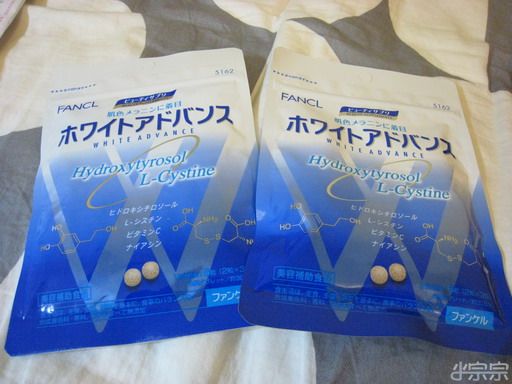 5162
FANCL
ビューティサプリ
肌色メラニンに着目
ホワイトアドバンス
WHITE ADVANCE
Hydroxytyrosol
L-Cystine
ヒドロキシチロソール
L-シスチン
ビタミンC
ナイアシン
美容補助食品
ファンケル
5162
FANCL
ビューティサプリ
肌色メラニンに着目
ホワイトアドバンス
WHITE ADVANCE
Hydroxytyrosol
L-Cystine
ヒドロキシチロソール
L-シスチン
ビタミンC
ナイアシン
美容補助食品
ファンケル
小宗宗